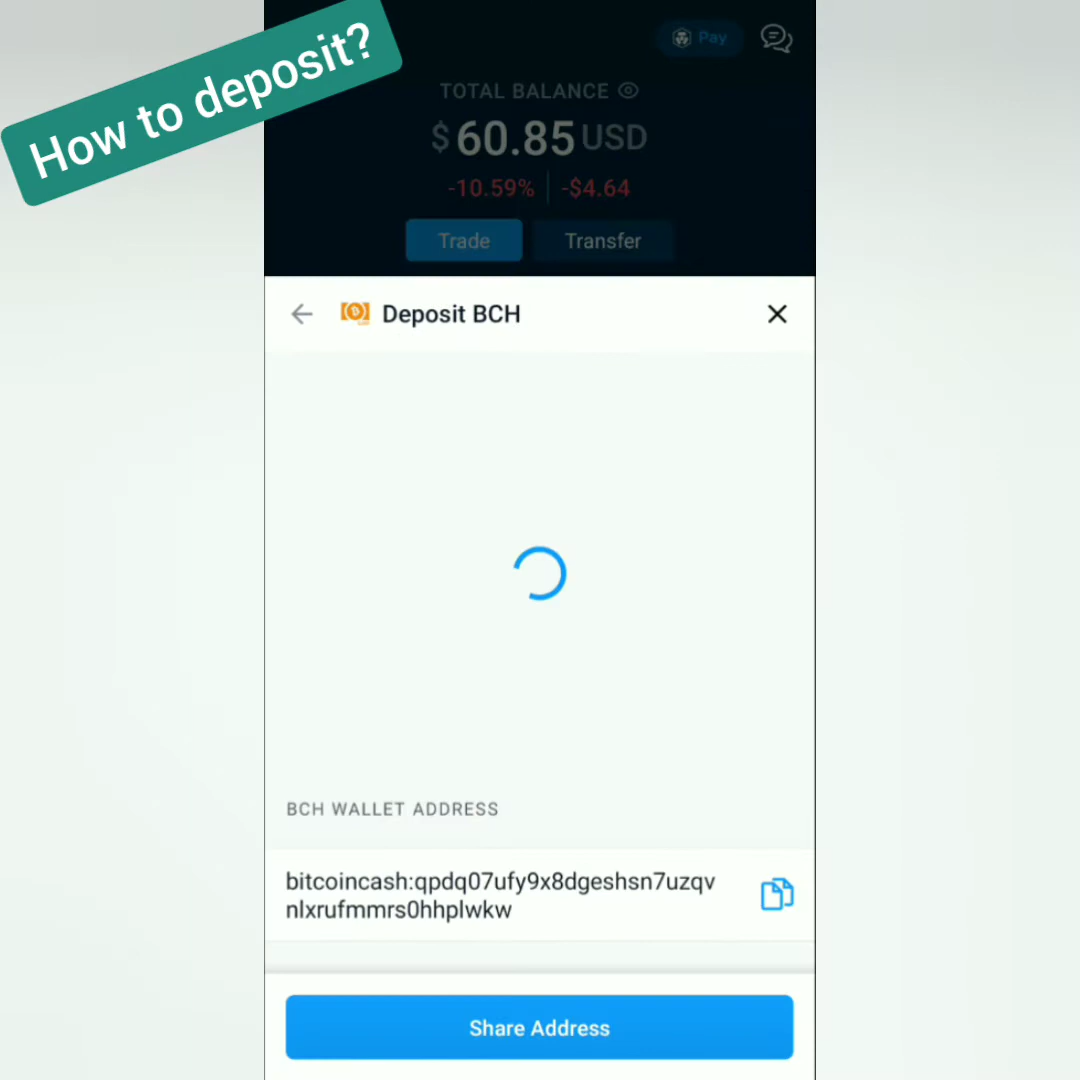 How to deposit?
Pay
TOTAL BALANCE
$60.85 USD
-10.59% -$4.64
Trade Transfer
Deposit BCH
BCH WALLET ADDRESS
bitcoincash:qpdq07ufy9x8dgeshsn7uzqv
nlxrufmmrs0hhplwkw
Share Address